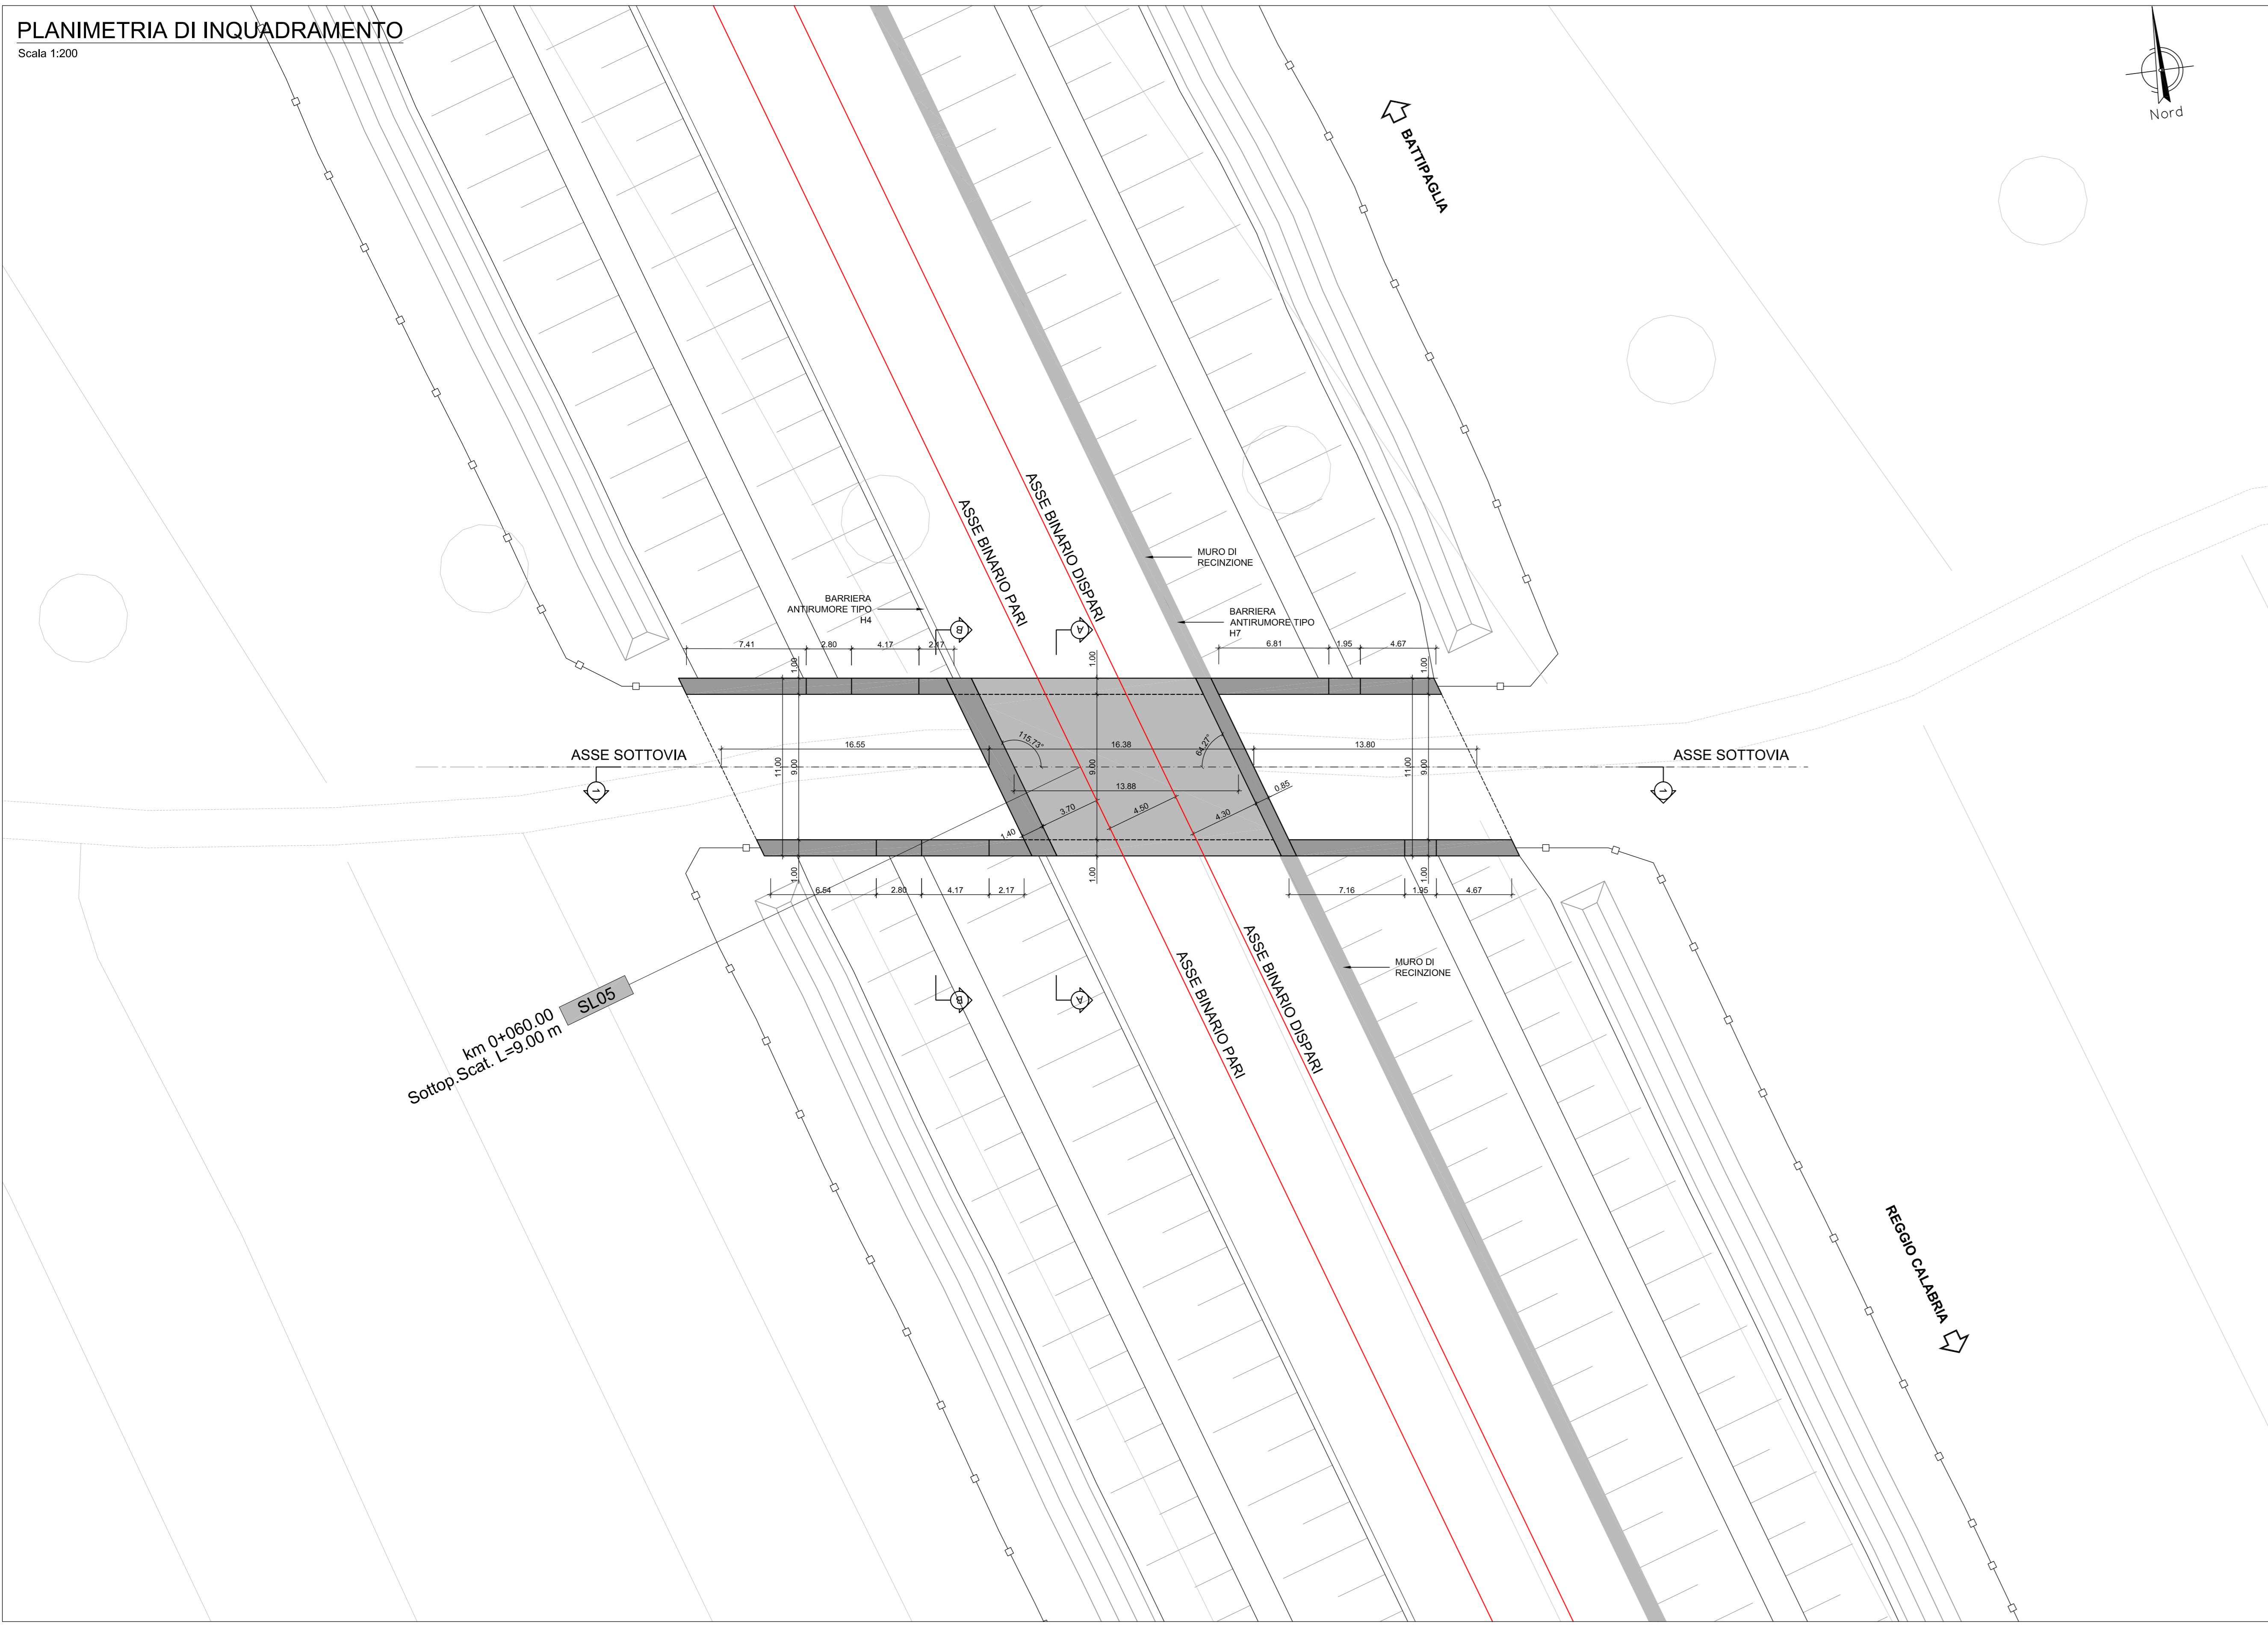 PLANIMETRIA DI INQUADRAMENTO
Scala 1:200
Nord
BATTIPAGLIA
ASSE BINARIO PARI
ASSE BINARIO DISPARI
MURO DI
RECINZIONE
BARRIERA
ANTIRUMORE TIPO
H4
BARRIERA
ANTIRUMORE TIPO
H7
B
A
7.41
2.80
4.17
2.17
6.81
1.95
4.67
1.00
1.00
1.00
ASSE SOTTOVIA
16.55
115.73°
16.38
64.27°
13.80
ASSE SOTTOVIA
1
11.00
9.00
9.00
11.00
9.00
1
13.88
1.40
3.70
4.50
4.30
0.85
1.00
1.00
1.00
6.54
2.80
4.17
2.17
7.16
1.95
4.67
SL05
km 0+060.00
Sottop.Scat. L=9.00 m
B
A
ASSE BINARIO PARI
ASSE BINARIO DISPARI
MURO DI
RECINZIONE
REGGIO CALABRIA